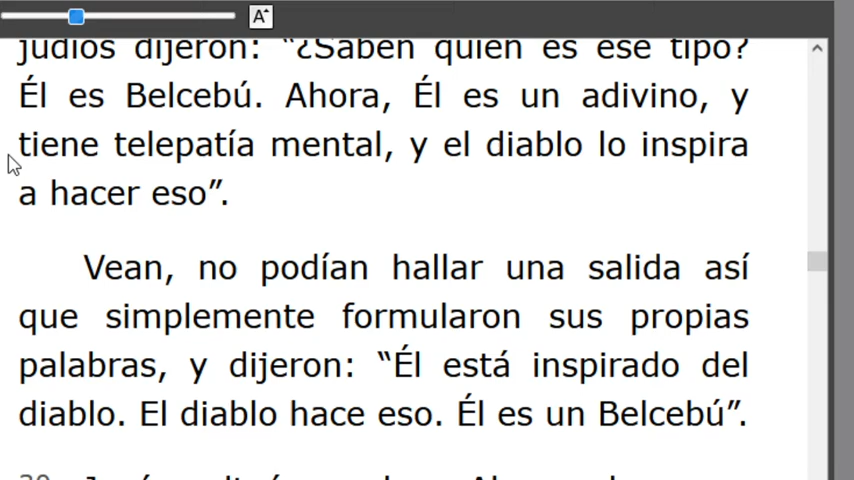 A
judíos dijeron: “¿Saben quién es ese tipo?
Él es Belcebú. Ahora, Él es un adivino, y
tiene telepatía mental, y el diablo lo inspira
a hacer eso”.
Vean, no podían hallar una salida así
que simplemente formularon sus propias
palabras, y dijeron: “Él está inspirado del
diablo. El diablo hace eso. Él es un Belcebú”.